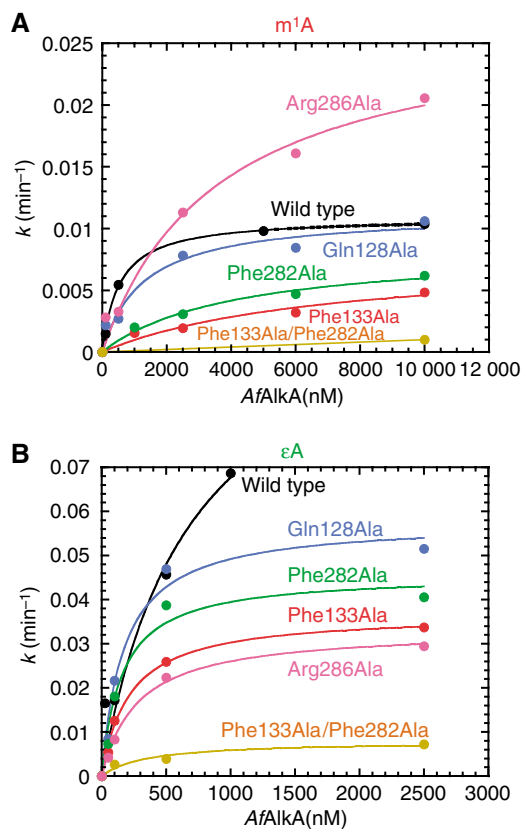 A
m¹A
0.025
0.02
0.015
0.01
0.005
0
k (min⁻¹)
Arg286Ala
Wild type
Gln128Ala
Phe282Ala
Phe133Ala
Phe133Ala/Phe282Ala
0 2000 4000 6000 8000 10 000 12 000
AfAlkA(nM)
B
εA
0.07
0.06
0.05
0.04
0.03
0.02
0.01
0
k (min⁻¹)
Wild type
Gln128Ala
Phe282Ala
Phe133Ala
Arg286Ala
Phe133Ala/Phe282Ala
0 500 1000 1500 2000 2500 3000
AfAlkA(nM)